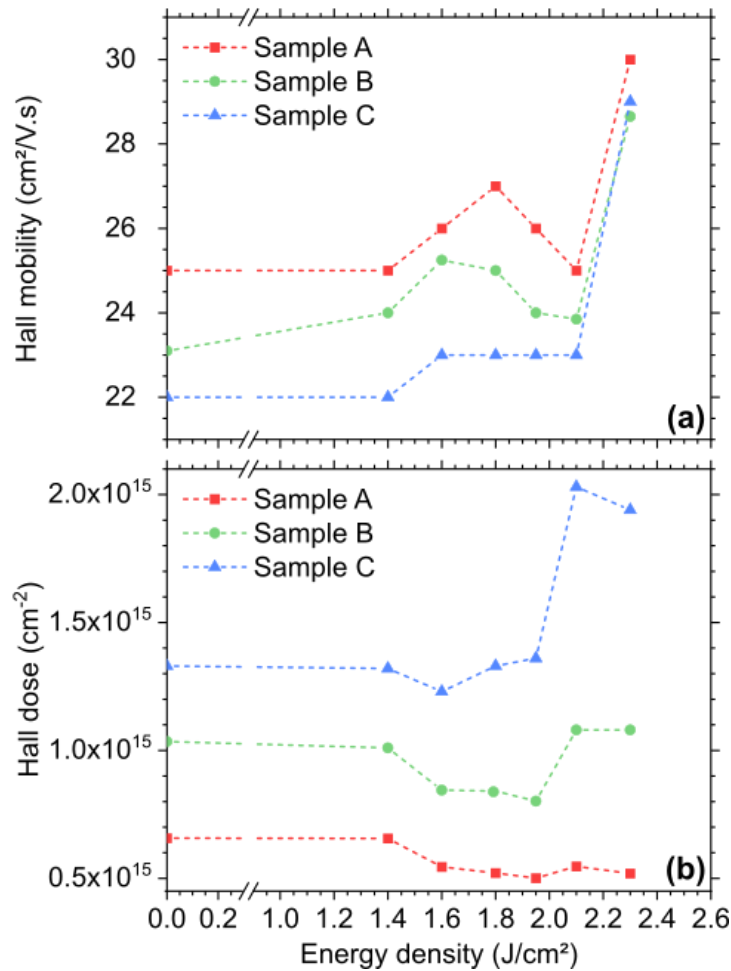 Hall mobility (cm²/V.s)
30
28
26
24
22
Sample A
Sample B
Sample C
(a)
Hall dose (cm⁻²)
2.0x10¹⁵
1.5x10¹⁵
1.0x10¹⁵
0.5x10¹⁵
Sample A
Sample B
Sample C
(b)
0.0 0.2 1.0 1.2 1.4 1.6 1.8 2.0 2.2 2.4 2.6
Energy density (J/cm²)